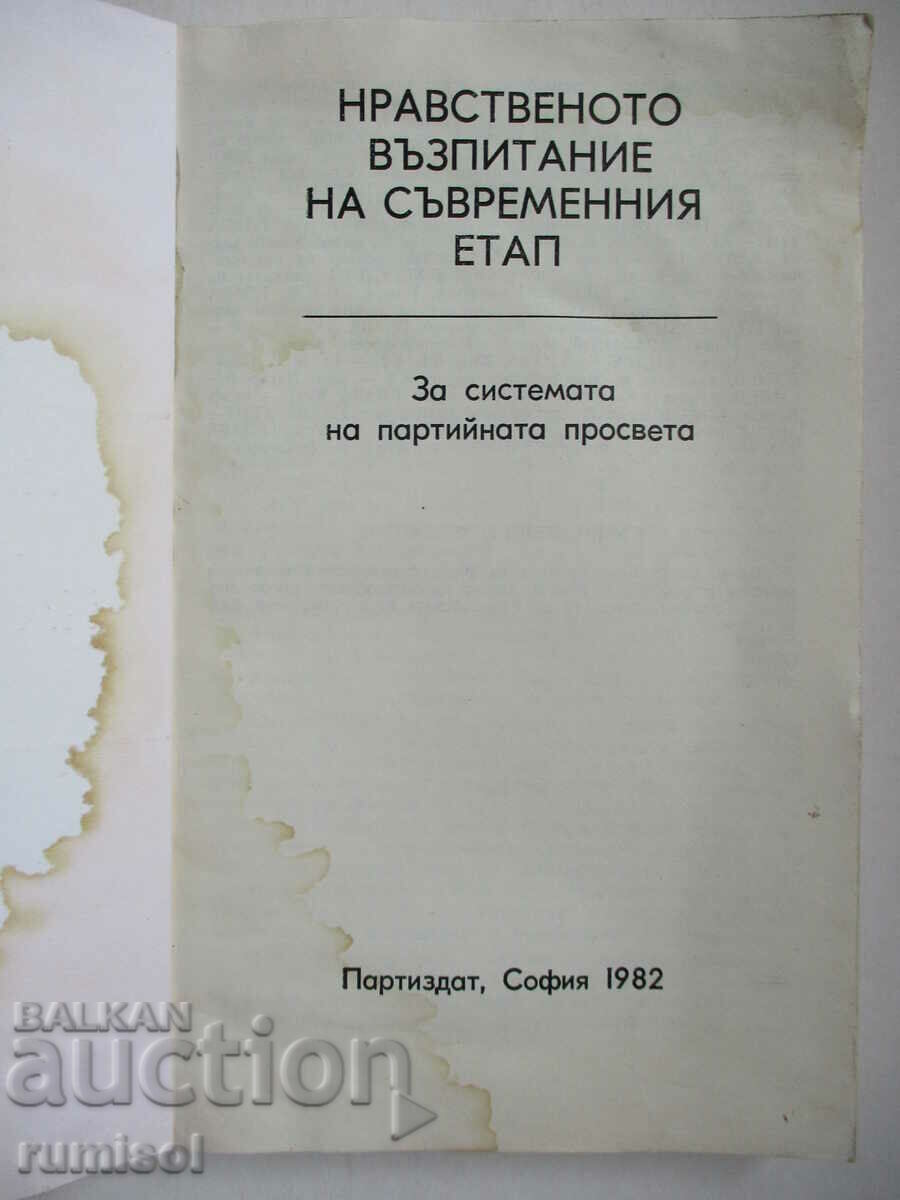 НРАВСТВЕНОТО
ВЪЗПИТАНИЕ
НА СЪВРЕМЕННИЯ
ЕТАП
За системата
на партийната просвета
Партиздат, София 1982
BALKAN
auction
rumisol